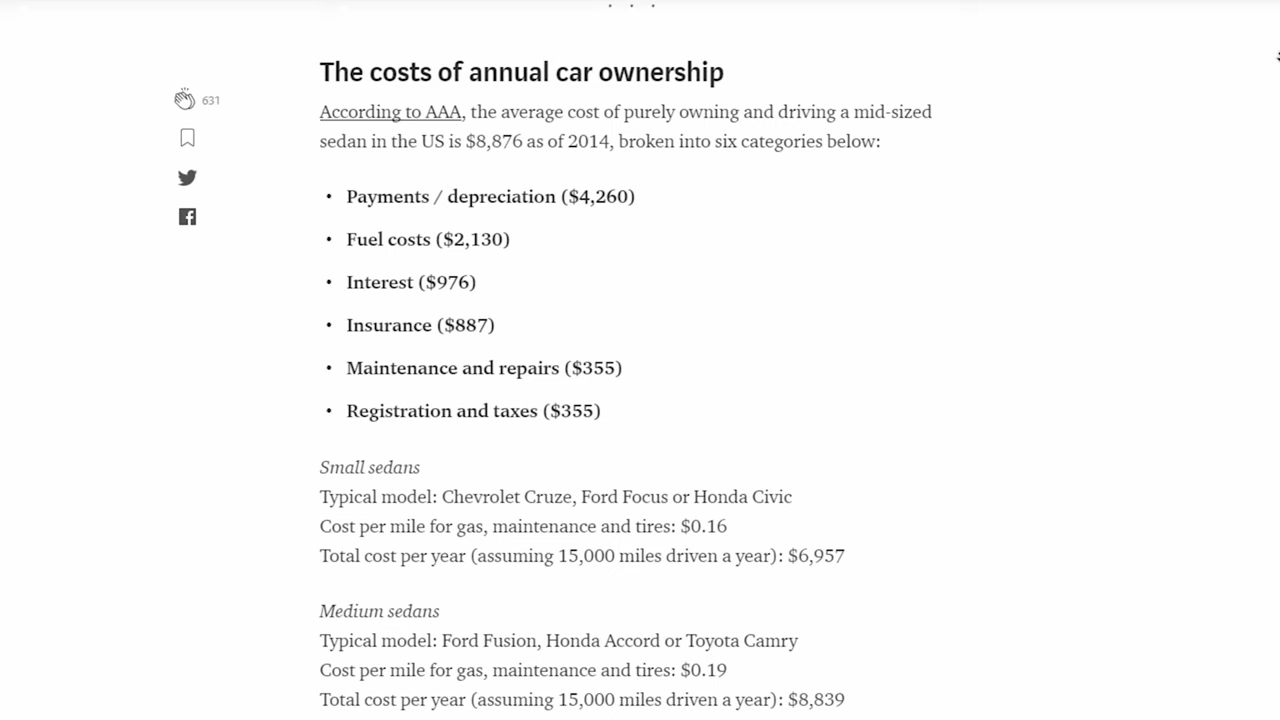 The costs of annual car ownership
631
According to AAA, the average cost of purely owning and driving a mid-sized
sedan in the US is $8,876 as of 2014, broken into six categories below:
• Payments / depreciation ($4,260)
• Fuel costs ($2,130)
• Interest ($976)
• Insurance ($887)
• Maintenance and repairs ($355)
• Registration and taxes ($355)
Small sedans
Typical model: Chevrolet Cruze, Ford Focus or Honda Civic
Cost per mile for gas, maintenance and tires: $0.16
Total cost per year (assuming 15,000 miles driven a year): $6,957
Medium sedans
Typical model: Ford Fusion, Honda Accord or Toyota Camry
Cost per mile for gas, maintenance and tires: $0.19
Total cost per year (assuming 15,000 miles driven a year): $8,839